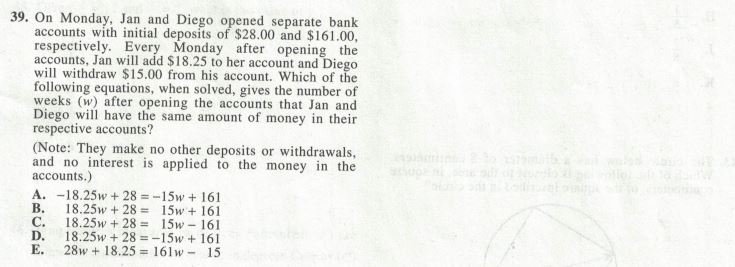 39. On Monday, Jan and Diego opened separate bank
accounts with initial deposits of $28.00 and $161.00,
respectively. Every Monday after opening the
accounts, Jan will add $18.25 to her account and Diego
will withdraw $15.00 from his account. Which of the
following equations, when solved, gives the number of
weeks (w) after opening the accounts that Jan and
Diego will have the same amount of money in their
respective accounts?
(Note: They make no other deposits or withdrawals,
and no interest is applied to the money in the
accounts.)
A. −18.25w + 28 = −15w + 161
B. 18.25w + 28 = 15w + 161
C. 18.25w + 28 = 15w − 161
D. 18.25w + 28 = −15w + 161
E. 28w + 18.25 = 161w − 15